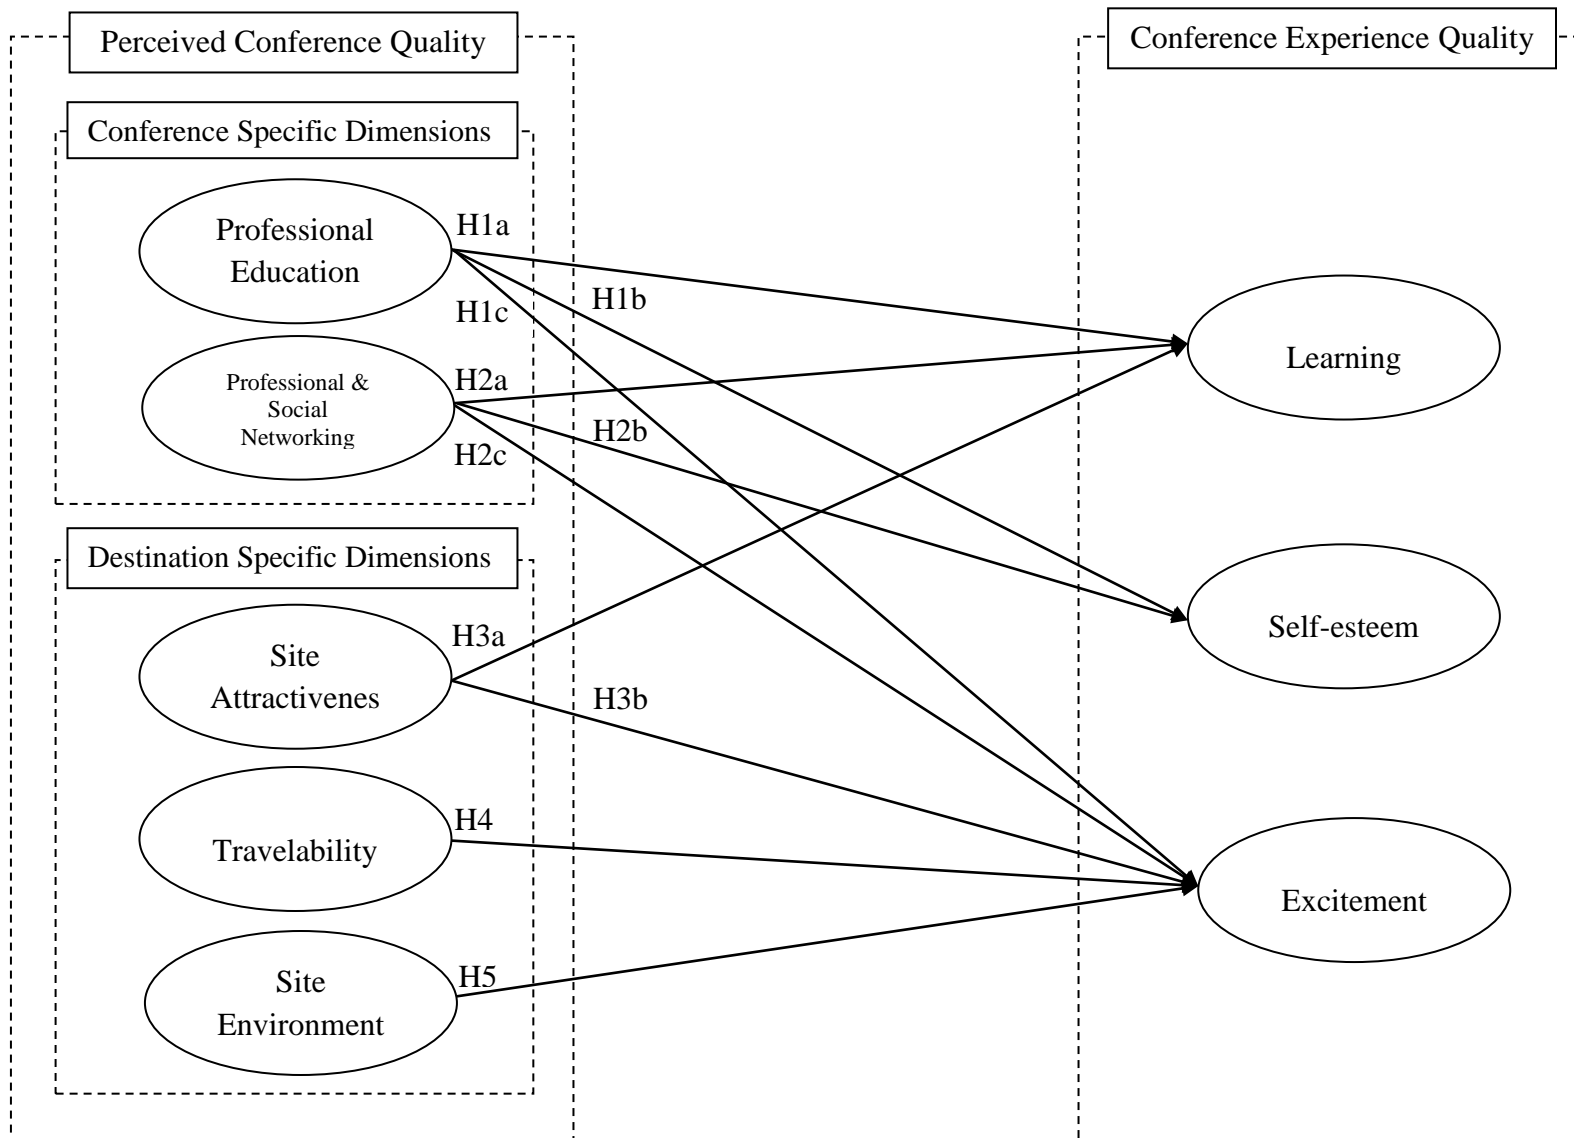 Perceived Conference Quality
Conference Experience Quality
Conference Specific Dimensions
Professional
Education
H1a
H1b
H1c
Professional &
Social
Networking
H2a
H2b
H2c
Learning
Destination Specific Dimensions
Site
Attractivenes
H3a
H3b
Self-esteem
Travelability
H4
Excitement
Site
Environment
H5